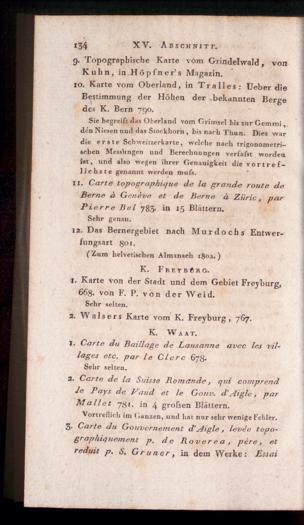 134 XV. Abschnitt.
9. Topographische Karte vom Grindelwald, von
Kuhn, in Höpfner's Magazin.
10. Karte vom Oberland, in Tralles: Ueber die
Bestimmung der Höhen der bekannten Berge
des K. Bern 790.
Sie begreift das Oberland vom Grimsel bis zur Gemmi,
den Niesen und das Stockhorn, bis nach Thun. Dies war
die erste Schweitzerkarte, welche nach trigonometri-
schen Messungen und Berechnungen verfafst worden
ist, und also wegen ihrer Genauigkeit die vortref-
lichste genannt werden mufs.
11. Carte topographique de la grande route de
Berne à Genève et de Berne à Züric, par
Pierre Bel 783. in 15 Blättern.
Sehr genau.
12. Das Bernergebiet nach Murdochs Entwer-
fungsart 801.
(Zum helvetischen Almanach 1802.)
K. Freyburg.
1. Karte von der Stadt und dem Gebiet Freyburg,
668. von F. P. von der Weid.
Sehr selten.
2. Walsers Karte vom K. Freyburg, 767.
K. Waat.
1. Carte du Baillage de Lausanne avec les vil-
lages etc. par le Clerc 678.
Sehr selten.
2. Carte de la Suisse Romande, qui comprend
le Pays de Vaud et le Gouv. d'Aigle, par
Mallet 781. in 4 grofsen Blättern.
Vortreflich im Ganzen, und hat nur sehr wenige Fehler.
3. Carte du Gouvernement d'Aigle, levée topo-
graphiquement p. de Roverea, père, et
reduit p. S. Gruner, in dem Werke: Essai